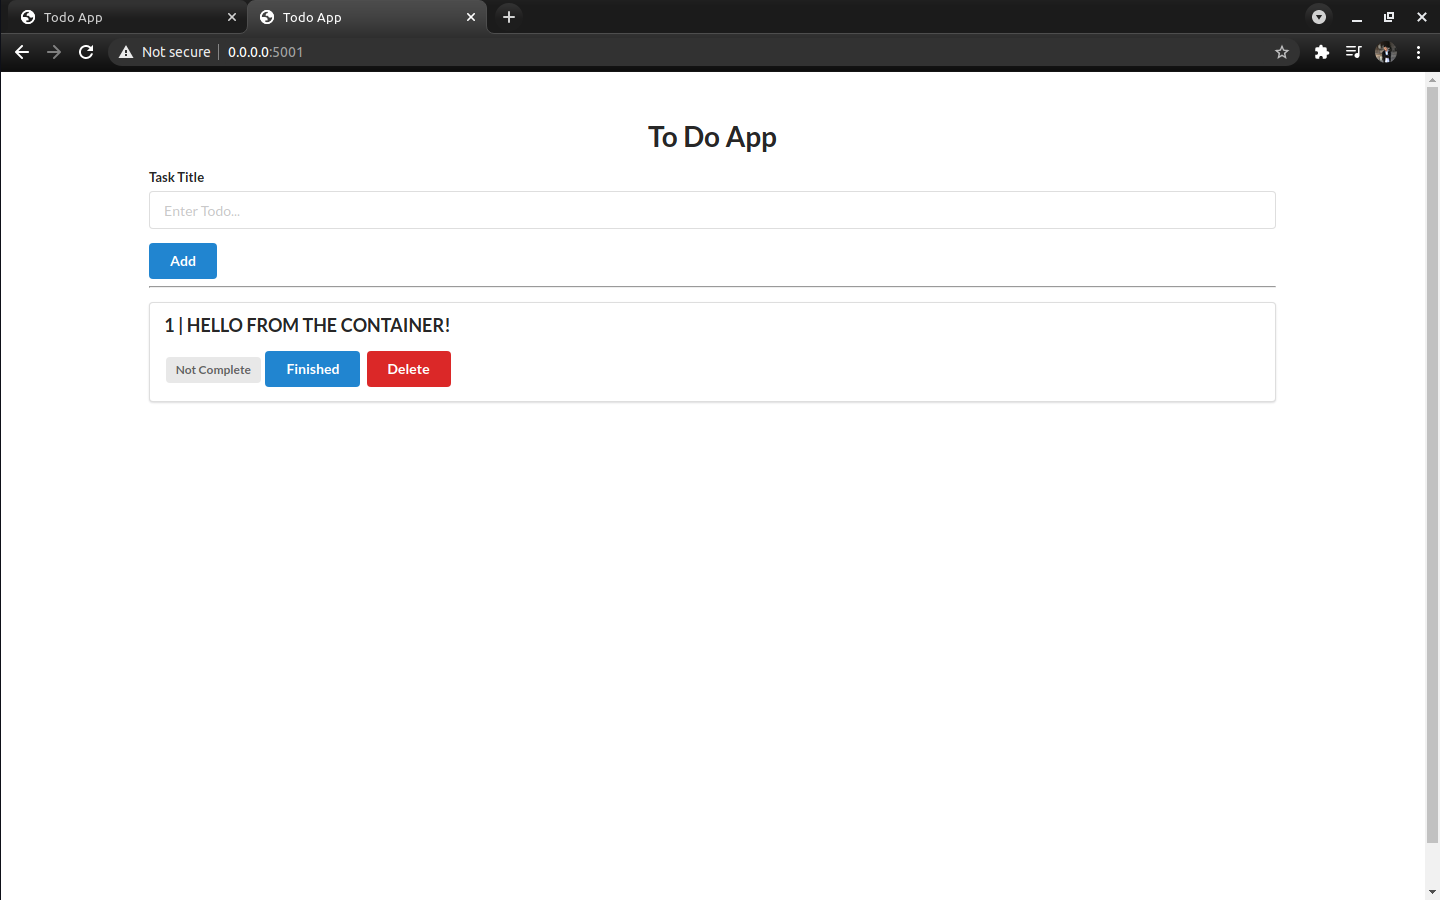 Todo App
Todo App
Not secure 0.0.0.0:5001
To Do App
Task Title
Enter Todo...
Add
1 | HELLO FROM THE CONTAINER!
Not Complete Finished Delete